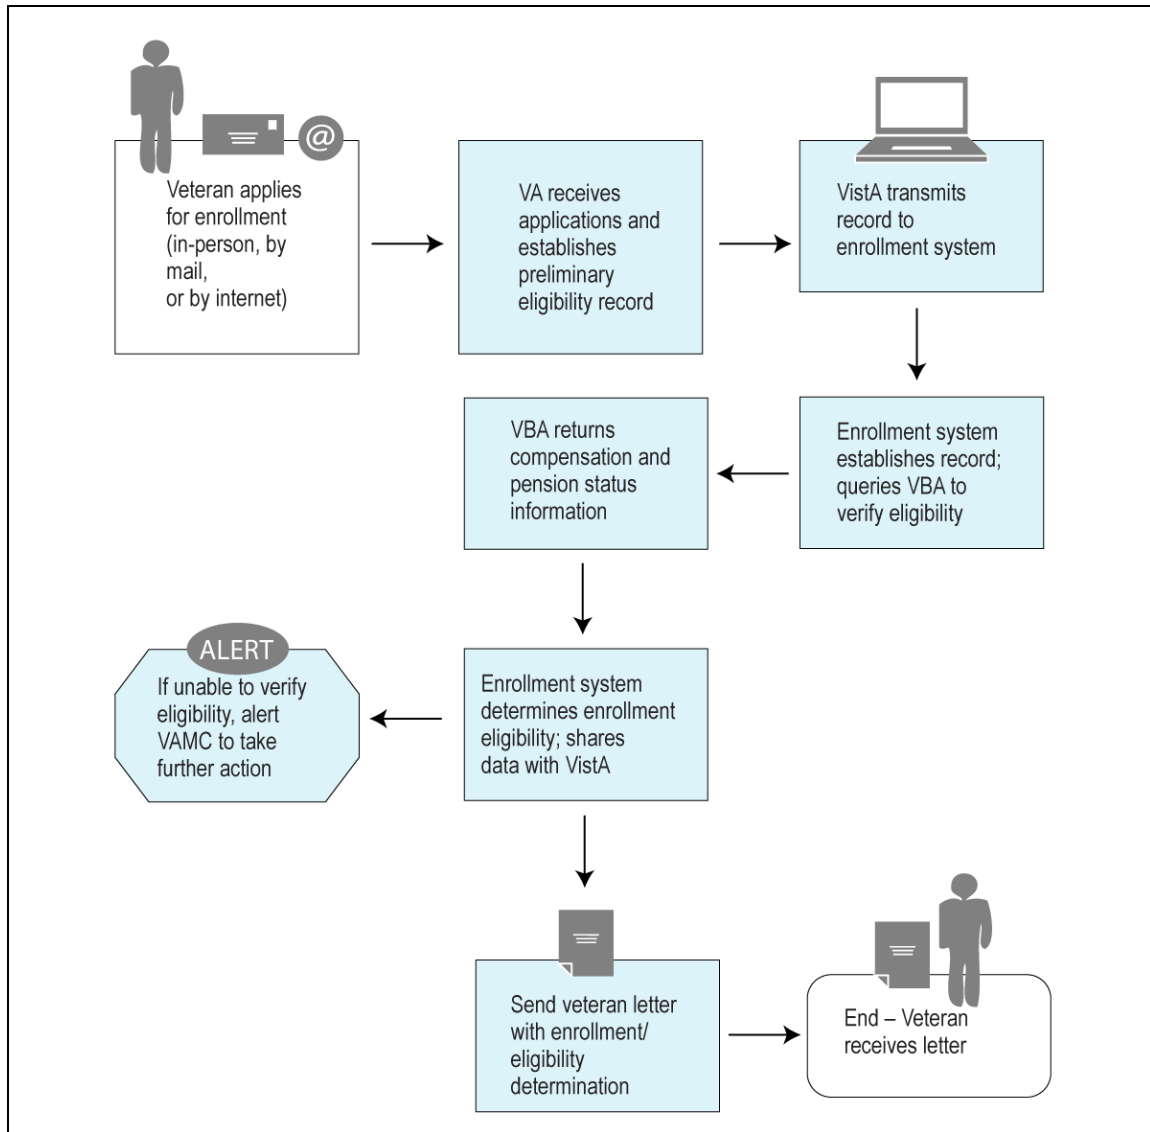 @
Veteran applies
for enrollment
(in-person, by
mail,
or by internet)
VA receives
applications and
establishes
preliminary
eligibility record
VistA transmits
record to
enrollment system
Enrollment system
establishes record;
queries VBA to
verify eligibility
VBA returns
compensation and
pension status
information
Enrollment system
determines enrollment
eligibility; shares
data with VistA
ALERT
If unable to verify
eligibility, alert
VAMC to take
further action
Send veteran letter
with enrollment/
eligibility
determination
End – Veteran
receives letter